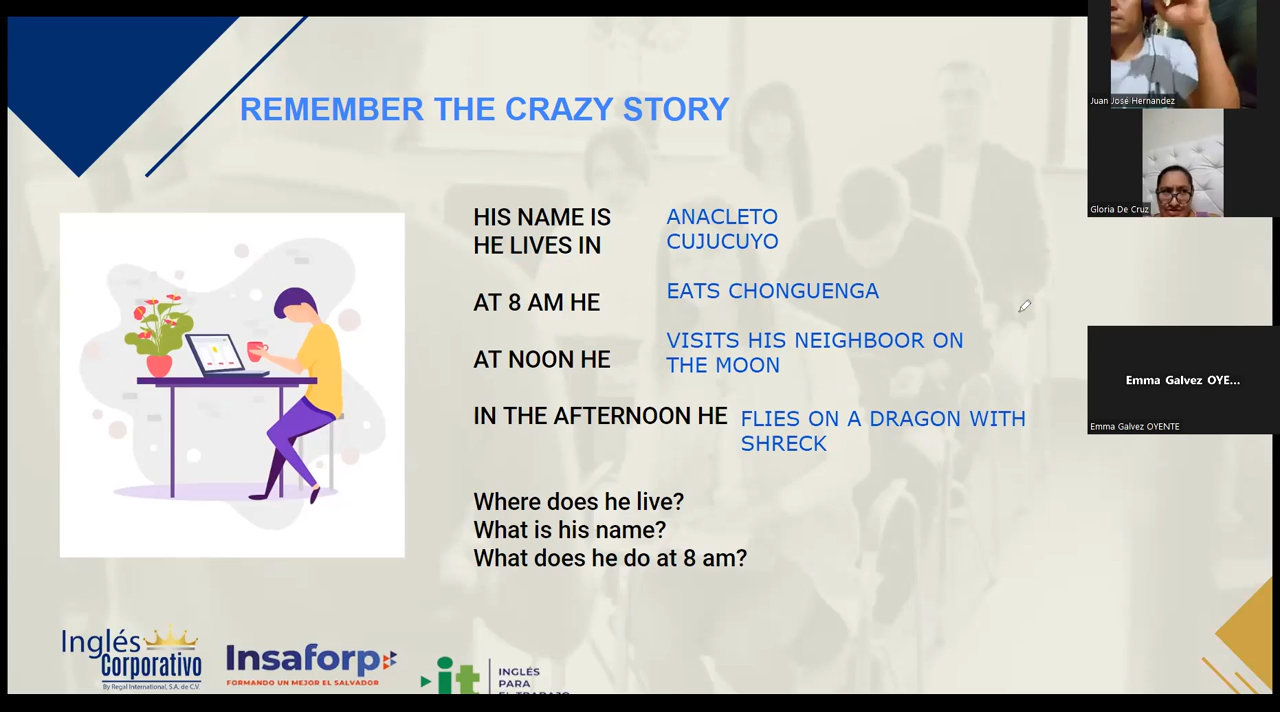 REMEMBER THE CRAZY STORY
HIS NAME IS ANACLETO
HE LIVES IN CUJUCUYO
AT 8 AM HE EATS CHONGUENGA
AT NOON HE VISITS HIS NEIGHBOOR ON
THE MOON
IN THE AFTERNOON HE FLIES ON A DRAGON WITH
SHRECK
Where does he live?
What is his name?
What does he do at 8 am?
Inglés
Corporativo
By Regal International, S.A. de C.V.
Insaforp
FORMANDO UN MEJOR EL SALVADOR
it
INGLÉS
PARA
EL TRABAJO
Juan José Hernandez
Gloria De Cruz
Emma Galvez OYE...
Emma Galvez OYENTE